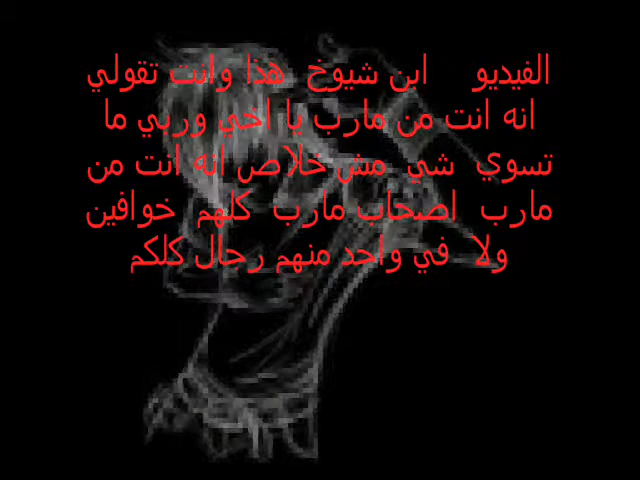 الفيديو ابن شيوخ هذا وانت تقولي
انه انت من مارب يا اخي وربي ما
تسوي شي مش خلاص انه انت من
مارب اصحاب مارب كلهم خوافين
ولا في واحد منهم رجال كلكم